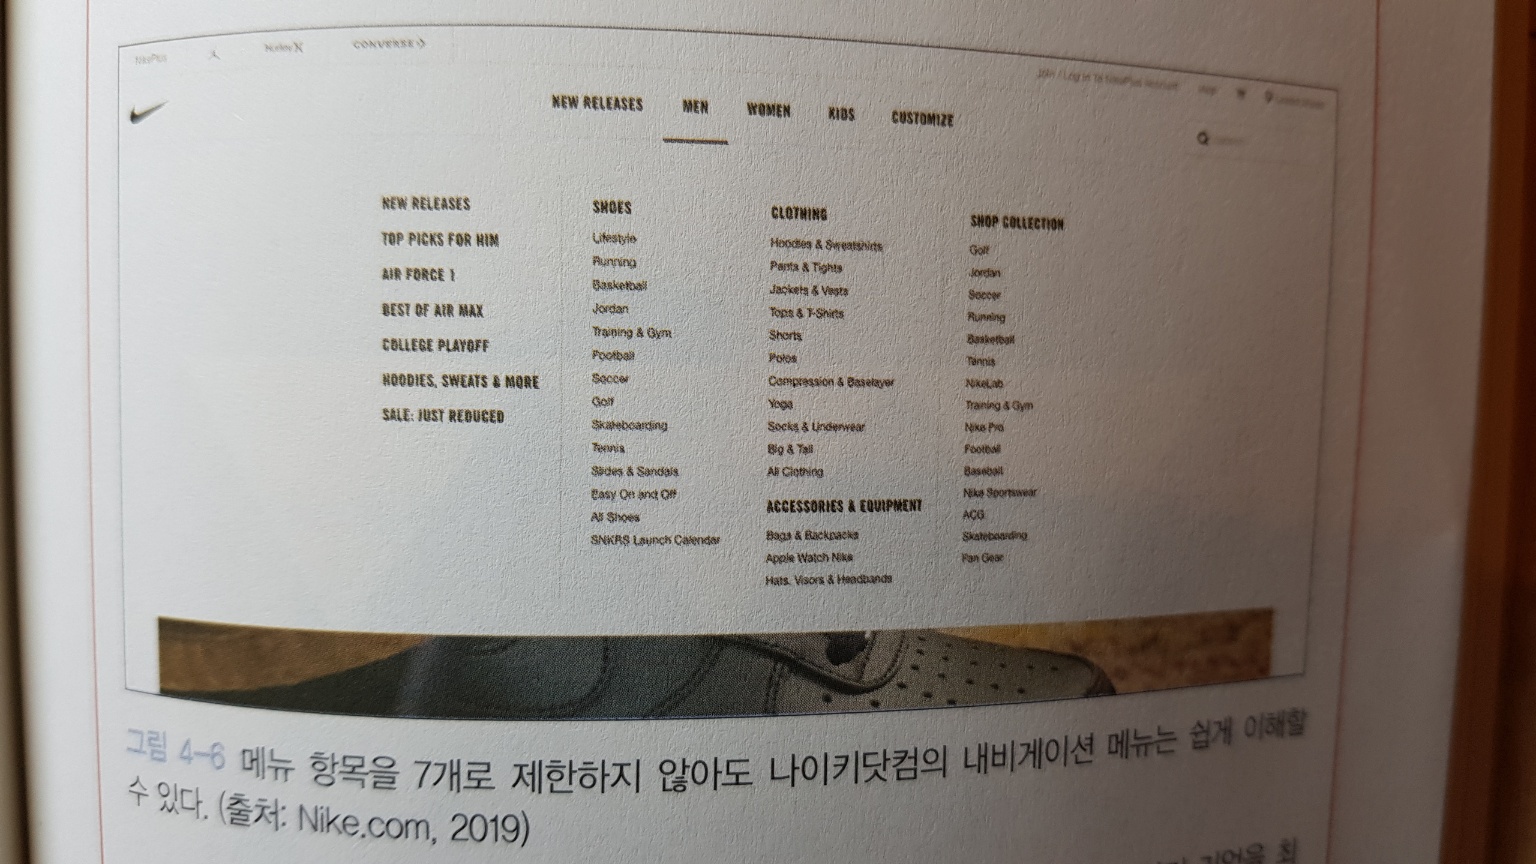 NikePlus
Hurley
CONVERSE
Join / Log In To NikePlus Account
NEW RELEASES MEN WOMEN KIDS CUSTOMIZE
NEW RELEASES
TOP PICKS FOR HIM
AIR FORCE 1
BEST OF AIR MAX
COLLEGE PLAYOFF
HOODIES, SWEATS & MORE
SALE: JUST REDUCED
SHOES
Lifestyle
Running
Basketball
Jordan
Training & Gym
Football
Soccer
Golf
Skateboarding
Tennis
Slides & Sandals
Easy On and Off
All Shoes
SNKRS Launch Calendar
CLOTHING
Hoodies & Sweatshirts
Pants & Tights
Jackets & Vests
Tops & T-Shirts
Shorts
Polos
Compression & Baselayer
Yoga
Socks & Underwear
Big & Tall
All Clothing
ACCESSORIES & EQUIPMENT
Bags & Backpacks
Apple Watch Nike
Hats, Visors & Headbands
SHOP COLLECTION
Golf
Jordan
Soccer
Running
Basketball
Tennis
NikeLab
Training & Gym
Nike Pro
Football
Baseball
Nike Sportswear
ACG
Skateboarding
Fan Gear
그림 4-6 메뉴 항목을 7개로 제한하지 않아도 나이키닷컴의 내비게이션 메뉴는 쉽게 이해할
수 있다. (출처: Nike.com, 2019)